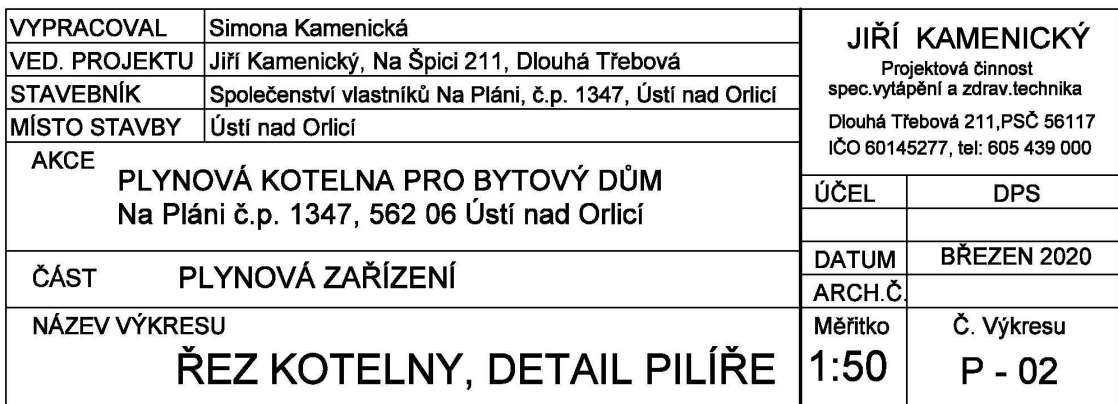 VYPRACOVAL Simona Kamenická
VED. PROJEKTU Jiří Kamenický, Na Špici 211, Dlouhá Třebová
STAVEBNÍK Společenství vlastníků Na Pláni, č.p. 1347, Ústí nad Orlicí
MÍSTO STAVBY Ústí nad Orlicí
AKCE
PLYNOVÁ KOTELNA PRO BYTOVÝ DŮM
Na Pláni č.p. 1347, 562 06 Ústí nad Orlicí
ČÁST PLYNOVÁ ZAŘÍZENÍ
NÁZEV VÝKRESU
ŘEZ KOTELNY, DETAIL PILÍŘE
JIŘÍ KAMENICKÝ
Projektová činnost
spec.vytápění a zdrav.technika
Dlouhá Třebová 211,PSČ 56117
IČO 60145277, tel: 605 439 000
ÚČEL DPS
DATUM BŘEZEN 2020
ARCH.Č.
Měřitko Č. Výkresu
1:50 P - 02